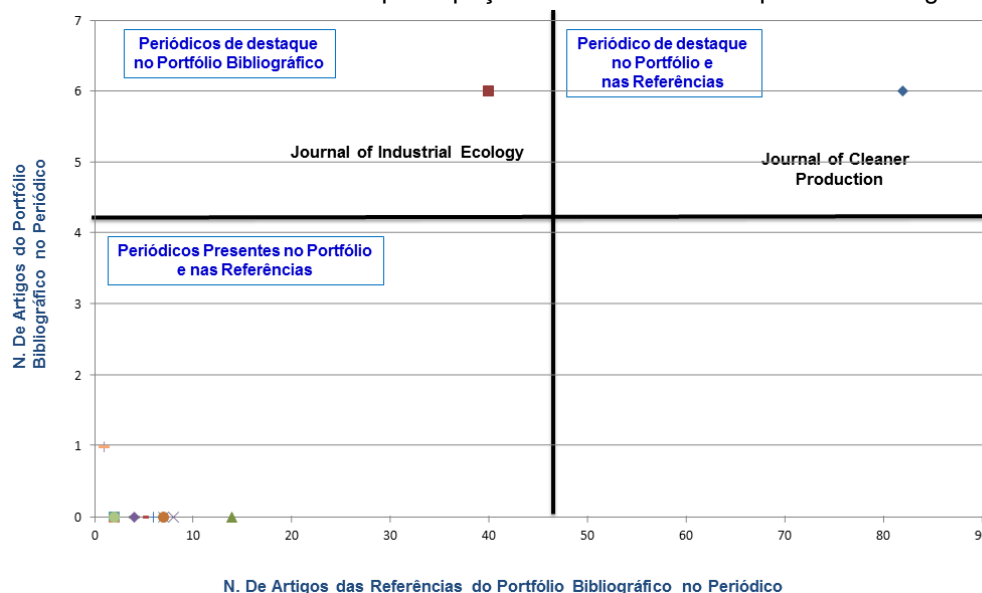 7
Periódicos de destaque
no Portfólio Bibliográfico
Periódico de destaque
no Portfólio e
nas Referências
6
Journal of Industrial Ecology
5
Journal of Cleaner
Production
4
Periódicos Presentes no Portfólio
e nas Referências
N. De Artigos do Portfólio
Bibliográfico no Periódico
3
2
1
0
0 10 20 30 40 50 60 70 80
N. De Artigos das Referências do Portfólio Bibliográfico no Periódico